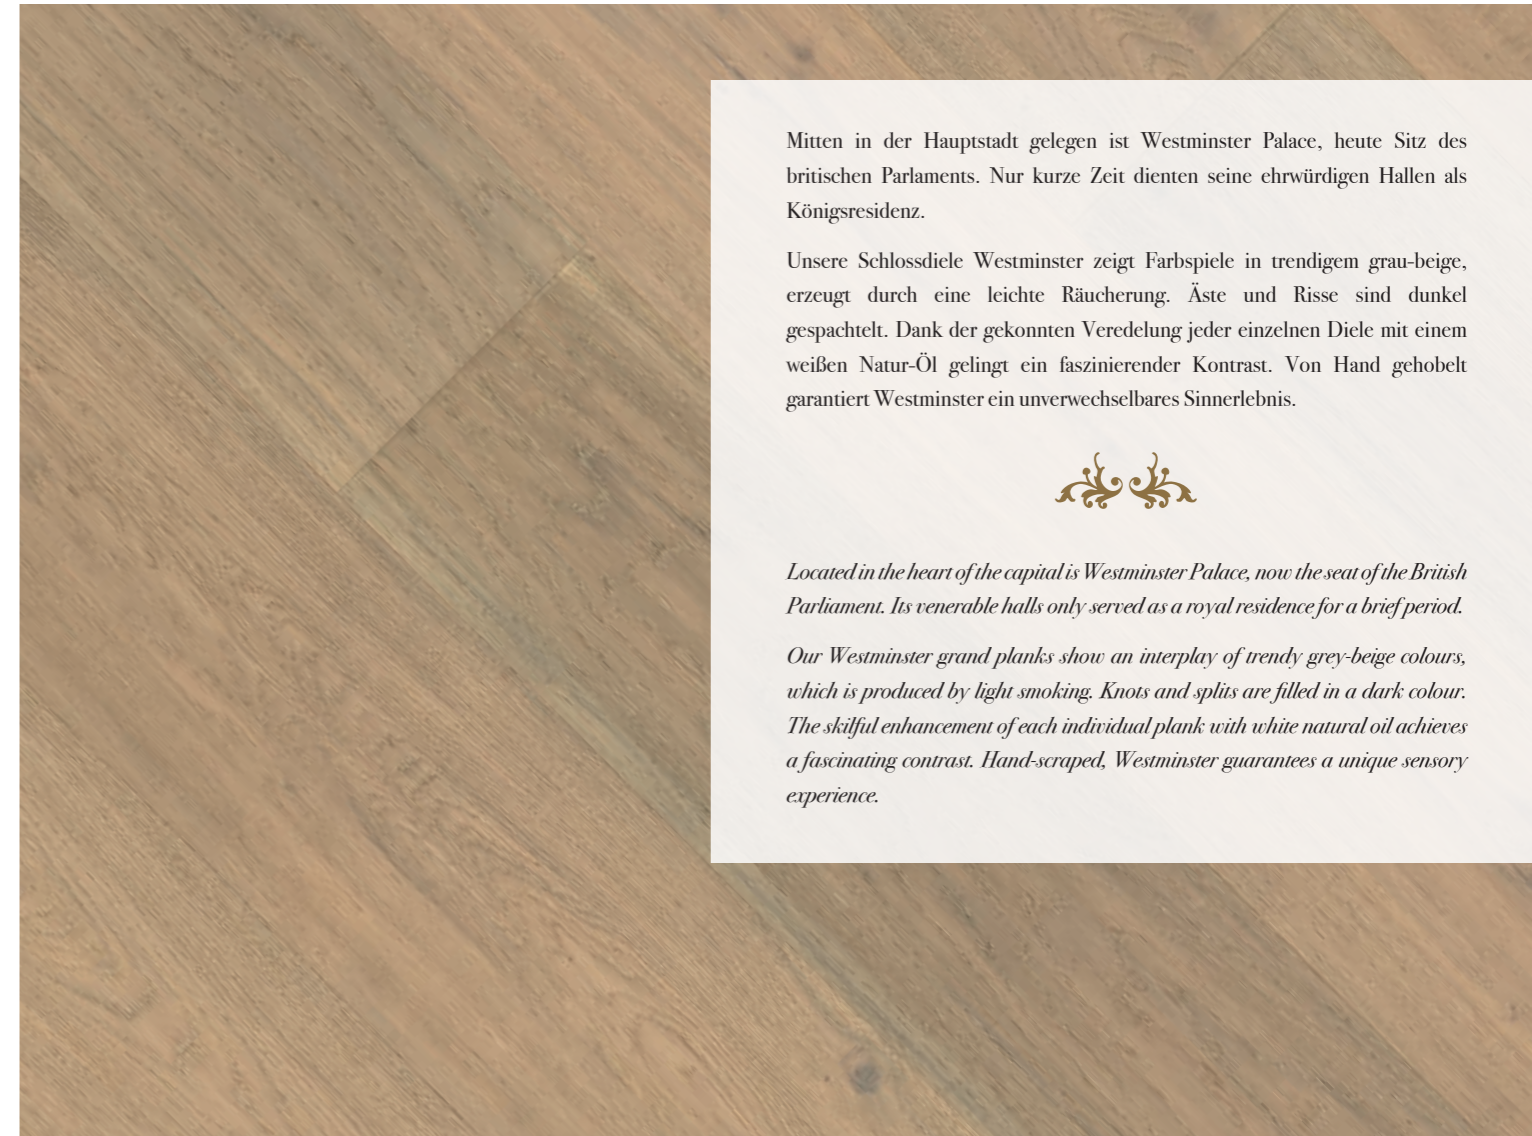 Mitten in der Hauptstadt gelegen ist Westminster Palace, heute Sitz des
britischen Parlaments. Nur kurze Zeit dienten seine ehrwürdigen Hallen als
Königsresidenz.
Unsere Schlossdiele Westminster zeigt Farbspiele in trendigem grau-beige,
erzeugt durch eine leichte Räucherung. Äste und Risse sind dunkel
gespachtelt. Dank der gekonnten Veredelung jeder einzelnen Diele mit einem
weißen Natur-Öl gelingt ein faszinierender Kontrast. Von Hand gehobelt
garantiert Westminster ein unverwechselbares Sinnerlebnis.
Located in the heart of the capital is Westminster Palace, now the seat of the British
Parliament. Its venerable halls only served as a royal residence for a brief period.
Our Westminster grand planks show an interplay of trendy grey-beige colours,
which is produced by light smoking. Knots and splits are filled in a dark colour.
The skilful enhancement of each individual plank with white natural oil achieves
a fascinating contrast. Hand-scraped, Westminster guarantees a unique sensory
experience.